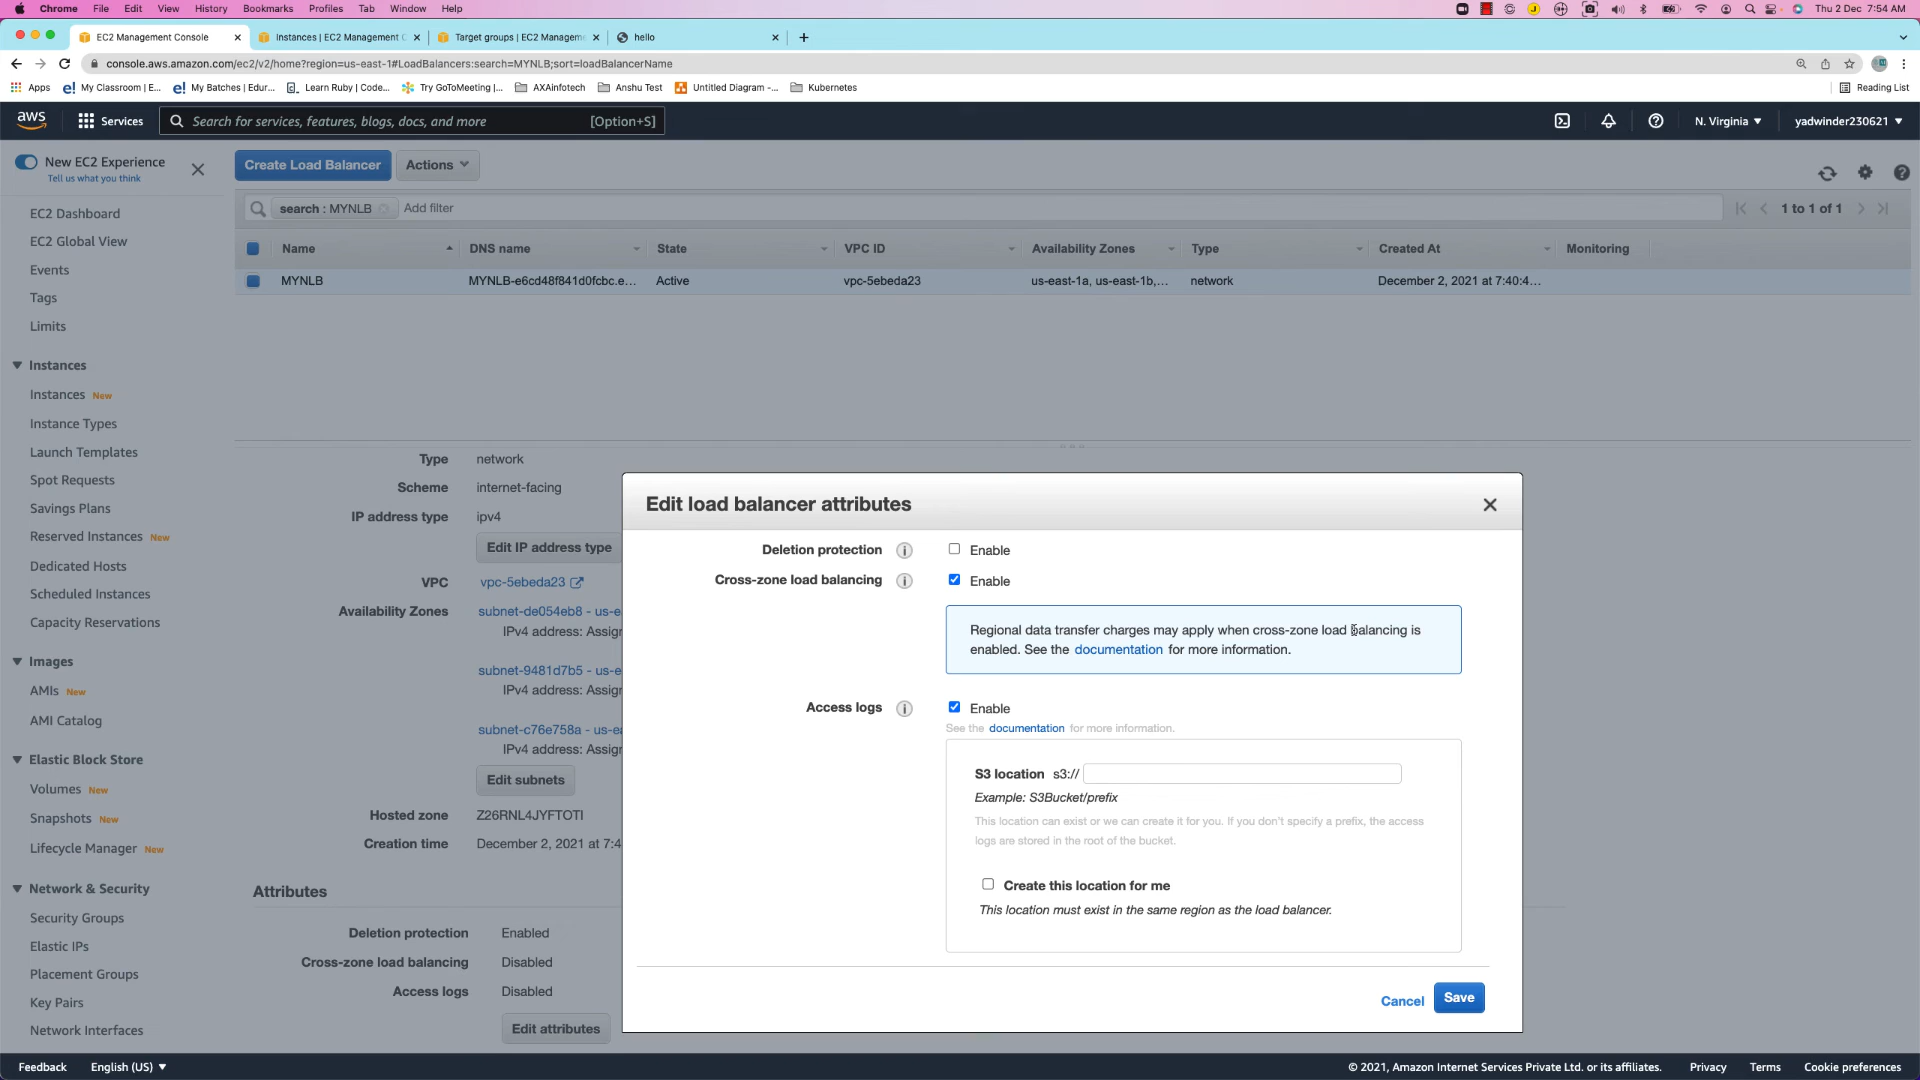 Chrome File Edit View History Bookmarks Profiles Tab Window Help Thu 2 Dec 7:54 AM
EC2 Management Console
Instances | EC2 Management C
Target groups | EC2 Manageme
hello
console.aws.amazon.com/ec2/v2/home?region=us-east-1#LoadBalancers:search=MYNLB;sort=loadBalancerName
Apps My Classroom | E... My Batches | Edur... Learn Ruby | Code... Try GoToMeeting |... AXAinfotech Anshu Test Untitled Diagram -... Kubernetes Reading List
aws Services Search for services, features, blogs, docs, and more [Option+S] N. Virginia yadwinder230621
New EC2 Experience
Tell us what you think
Create Load Balancer Actions
search : MYNLB Add filter 1 to 1 of 1
Name DNS name State VPC ID Availability Zones Type Created At Monitoring
MYNLB MYNLB-e6cd48f841d0fcbc.e... Active vpc-5ebeda23 us-east-1a, us-east-1b,... network December 2, 2021 at 7:40:4...
EC2 Dashboard
EC2 Global View
Events
Tags
Limits
Instances
Instances New
Instance Types
Launch Templates
Spot Requests
Savings Plans
Reserved Instances New
Dedicated Hosts
Scheduled Instances
Capacity Reservations
Images
AMIs New
AMI Catalog
Elastic Block Store
Volumes New
Snapshots New
Lifecycle Manager New
Network & Security
Security Groups
Elastic IPs
Placement Groups
Key Pairs
Network Interfaces
Type network
Scheme internet-facing
IP address type ipv4
Edit IP address type
VPC vpc-5ebeda23
Availability Zones subnet-de054eb8 - us-e
IPv4 address: Assig
subnet-9481d7b5 - us-e
IPv4 address: Assig
subnet-c76e758a - us-ea
IPv4 address: Assig
Edit subnets
Hosted zone Z26RNL4JYFTOTI
Creation time December 2, 2021 at 7:4
Attributes
Deletion protection Enabled
Cross-zone load balancing Disabled
Access logs Disabled
Edit attributes
Edit load balancer attributes
Deletion protection Enable
Cross-zone load balancing Enable
Regional data transfer charges may apply when cross-zone load balancing is
enabled. See the documentation for more information.
Access logs Enable
See the documentation for more information.
S3 location s3://
Example: S3Bucket/prefix
This location can exist or we can create it for you. If you don't specify a prefix, the access
logs are stored in the root of the bucket.
Create this location for me
This location must exist in the same region as the load balancer.
Cancel Save
Feedback English (US) © 2021, Amazon Internet Services Private Ltd. or its affiliates. Privacy Terms Cookie preferences